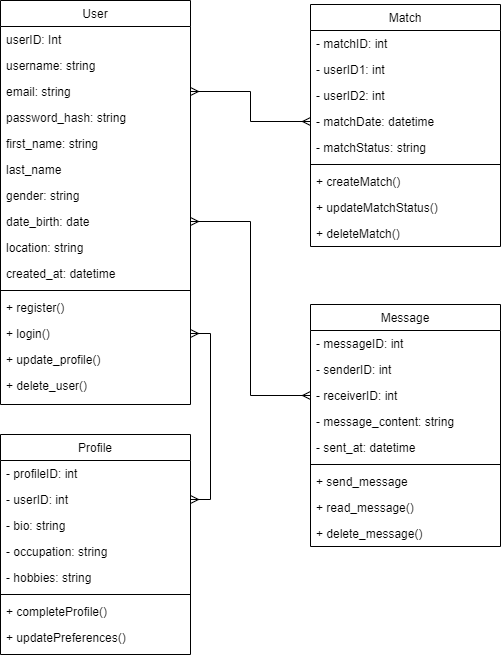 User
userID: Int
username: string
email: string
password_hash: string
first_name: string
last_name
gender: string
date_birth: date
location: string
created_at: datetime
+ register()
+ login()
+ update_profile()
+ delete_user()
Match
- matchID: int
- userID1: int
- userID2: int
- matchDate: datetime
- matchStatus: string
+ createMatch()
+ updateMatchStatus()
+ deleteMatch()
Message
- messageID: int
- senderID: int
- receiverID: int
- message_content: string
- sent_at: datetime
+ send_message
+ read_message()
+ delete_message()
Profile
- profileID: int
- userID: int
- bio: string
- occupation: string
- hobbies: string
+ completeProfile()
+ updatePreferences()